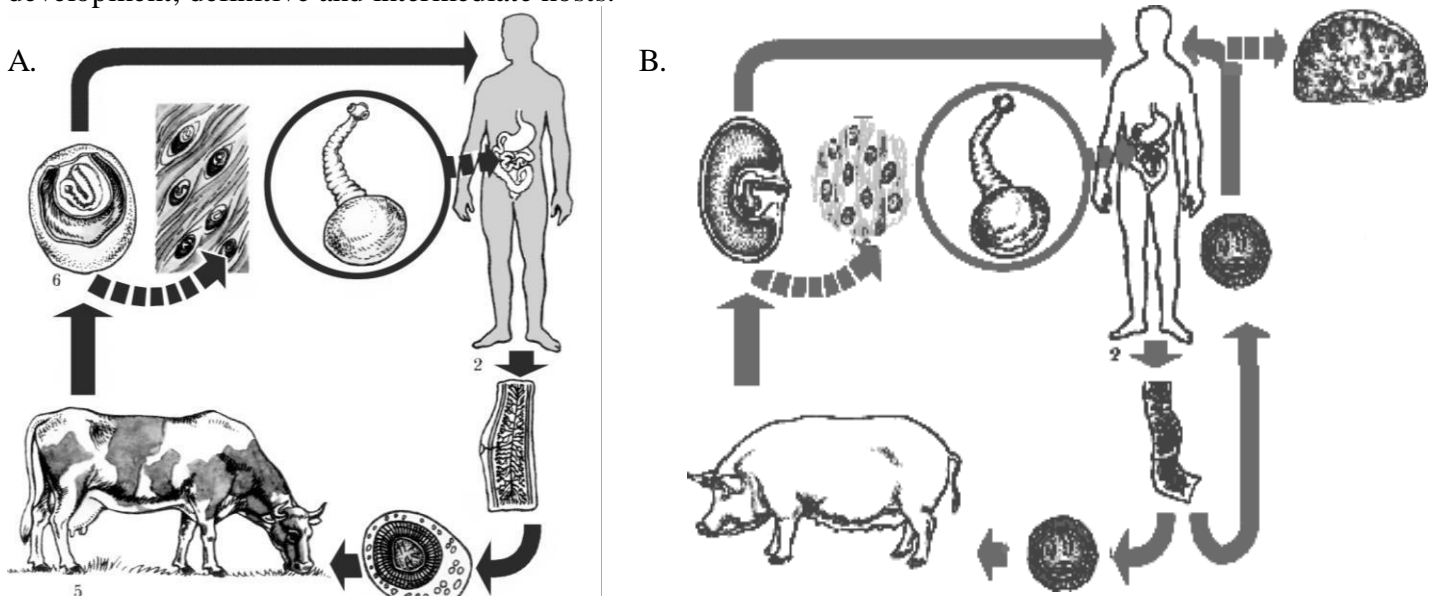 development, definitive and intermediate hosts.
A.
B.
6
2
2
5